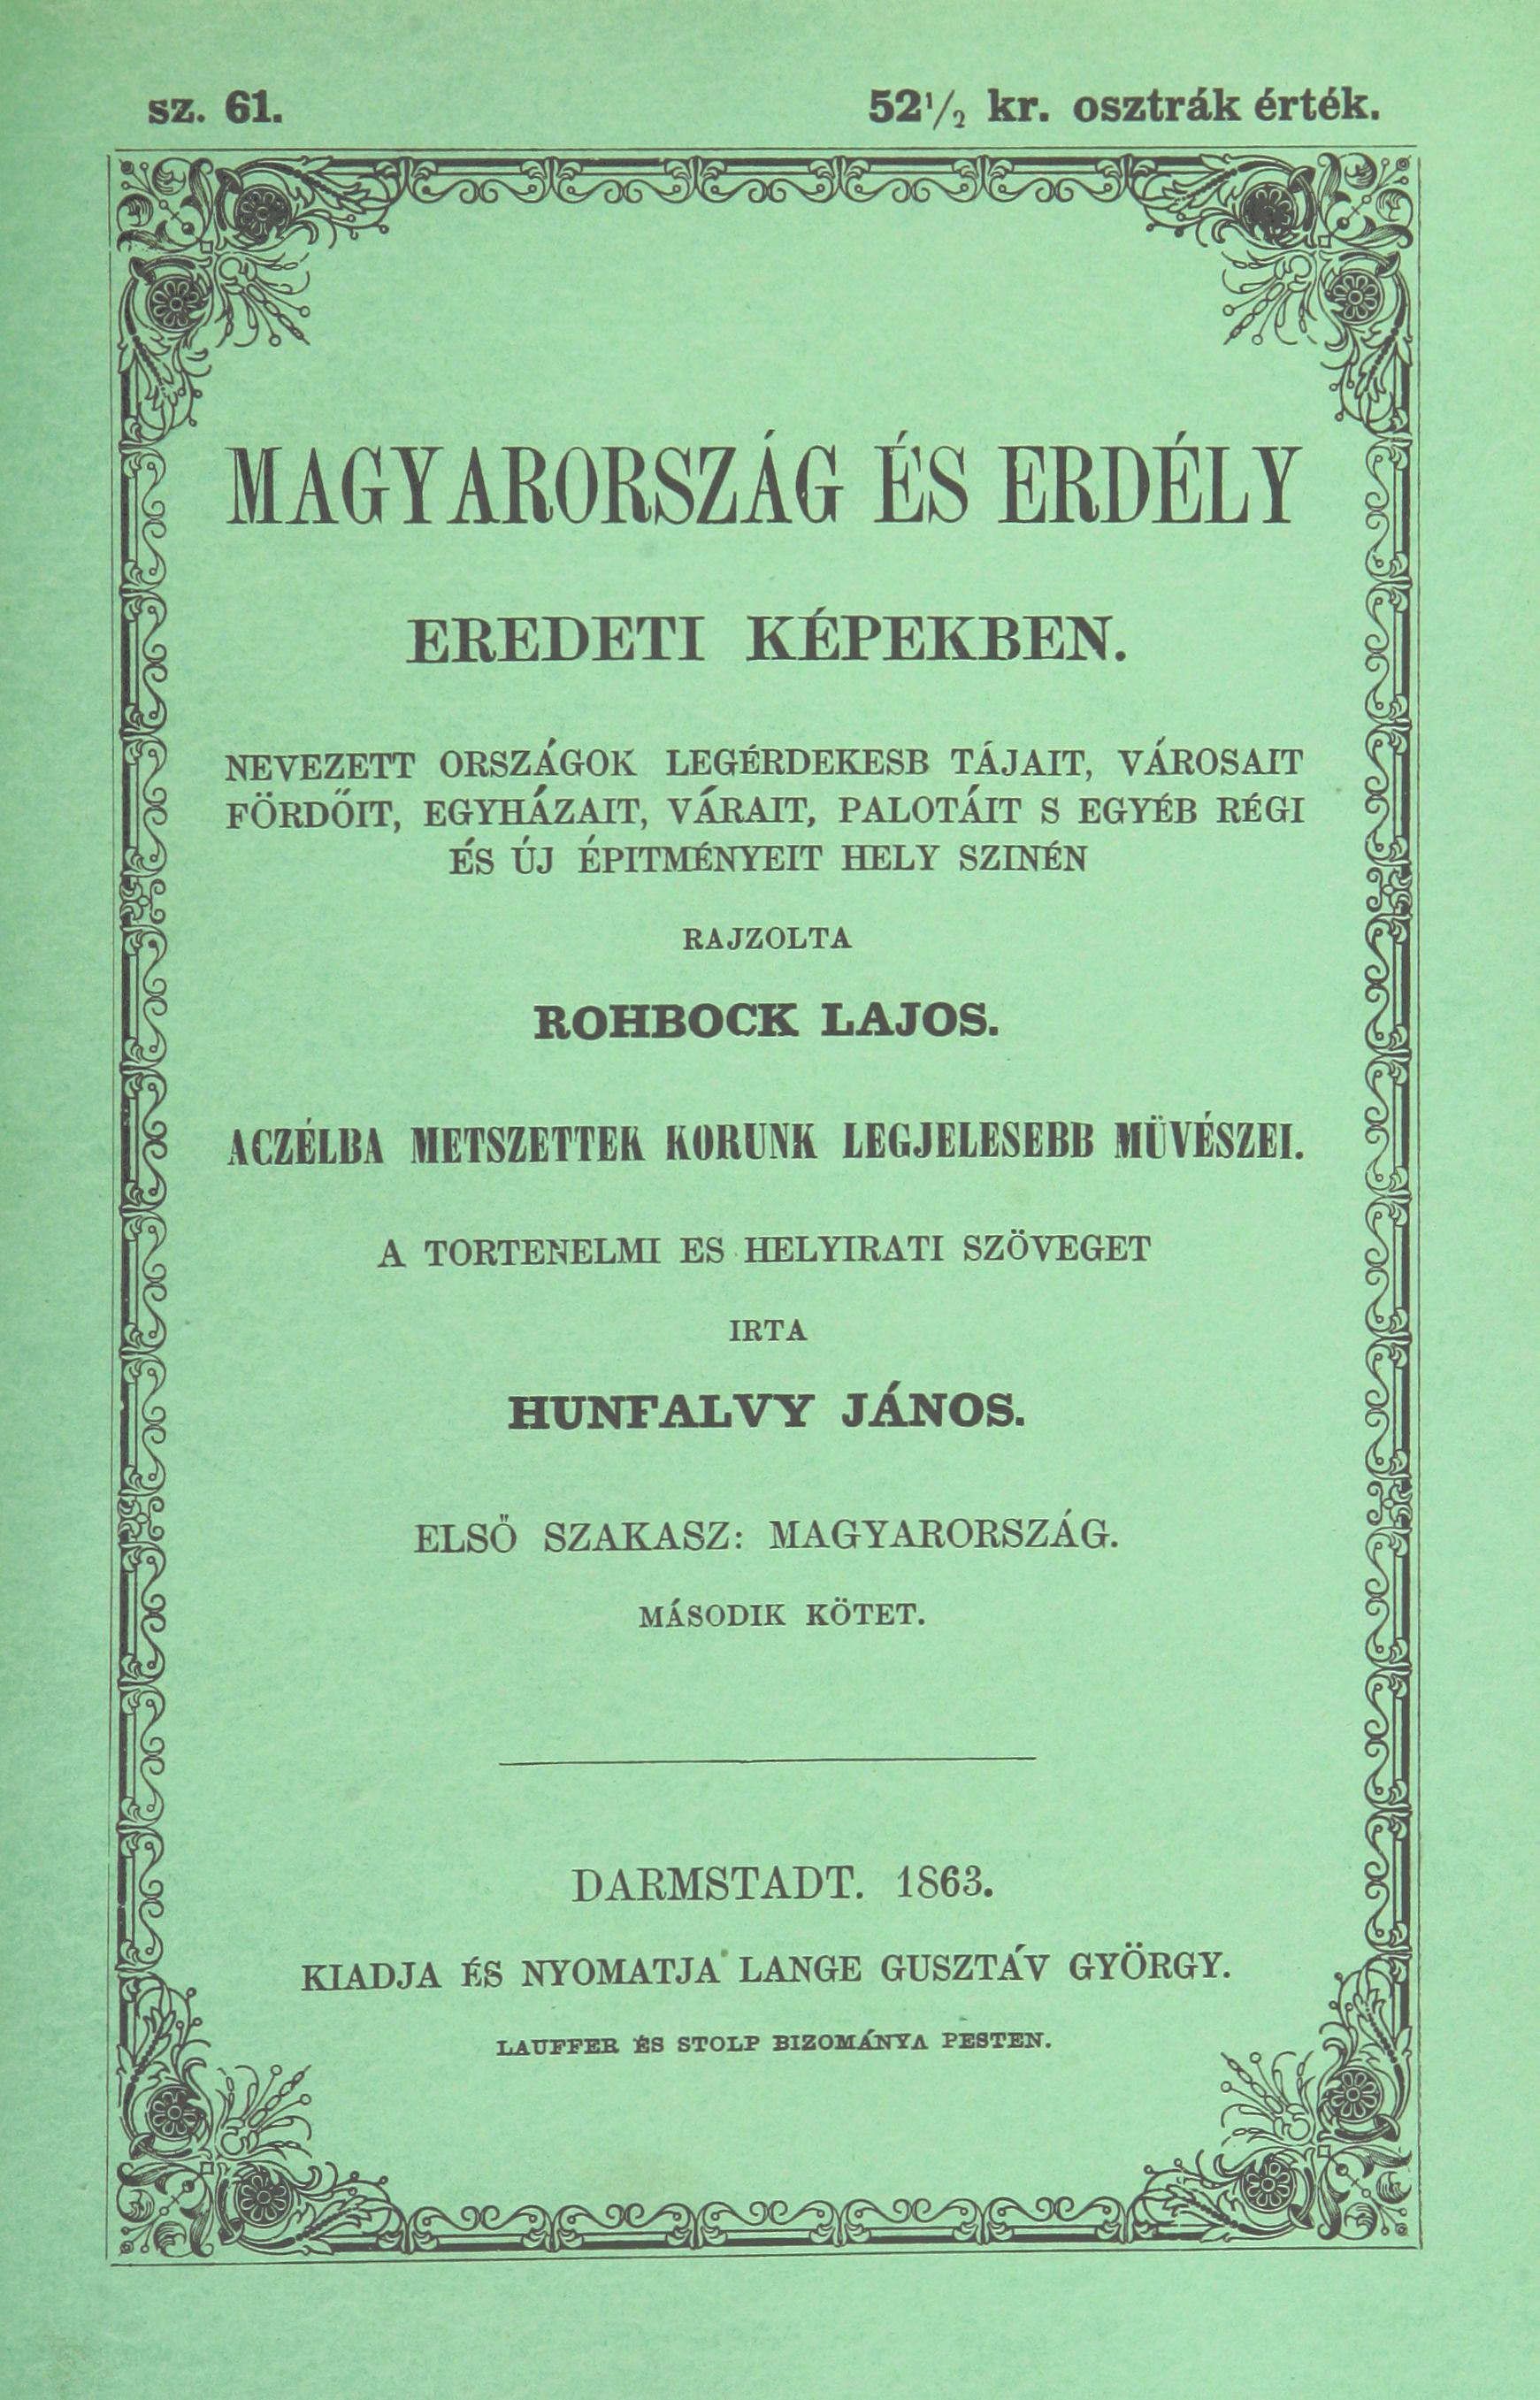 sz. 61.
52 1/2 kr. osztrák érték.
MAGYARORSZÁG ÉS ERDÉLY
EREDETI KÉPEKBEN.
NEVEZETT ORSZÁGOK LEGÉRDEKESB TÁJAIT, VÁROSAIT
FÖRDŐIT, EGYHÁZAIT, VÁRAIT, PALOTÁIT S EGYÉB RÉGI
ÉS ÚJ ÉPITMÉNYEIT HELY SZINÉN
RAJZOLTA
ROHBOCK LAJOS.
ACZÉLBA METSZETTEK KORUNK LEGJELESEBB MÜVÉSZEI.
A TORTENELMI ES HELYIRATI SZÖVEGET
IRTA
HUNFALVY JÁNOS.
ELSŐ SZAKASZ: MAGYARORSZÁG.
MÁSODIK KÖTET.
DARMSTADT. 1863.
KIADJA ÉS NYOMATJA LANGE GUSZTÁV GYÖRGY.
LAUFFER ÉS STOLP BIZOMÁNYA PESTEN.